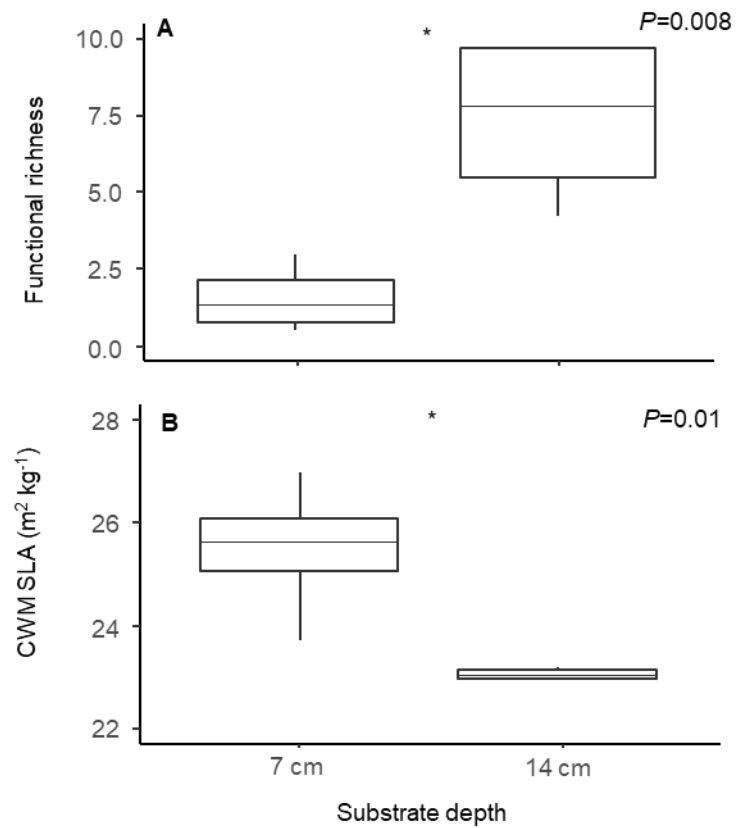 A
*
P=0.008
10.0
7.5
5.0
2.5
0.0
Functional richness
B
*
P=0.01
28
26
24
22
CWM SLA (m² kg⁻¹)
7 cm
14 cm
Substrate depth